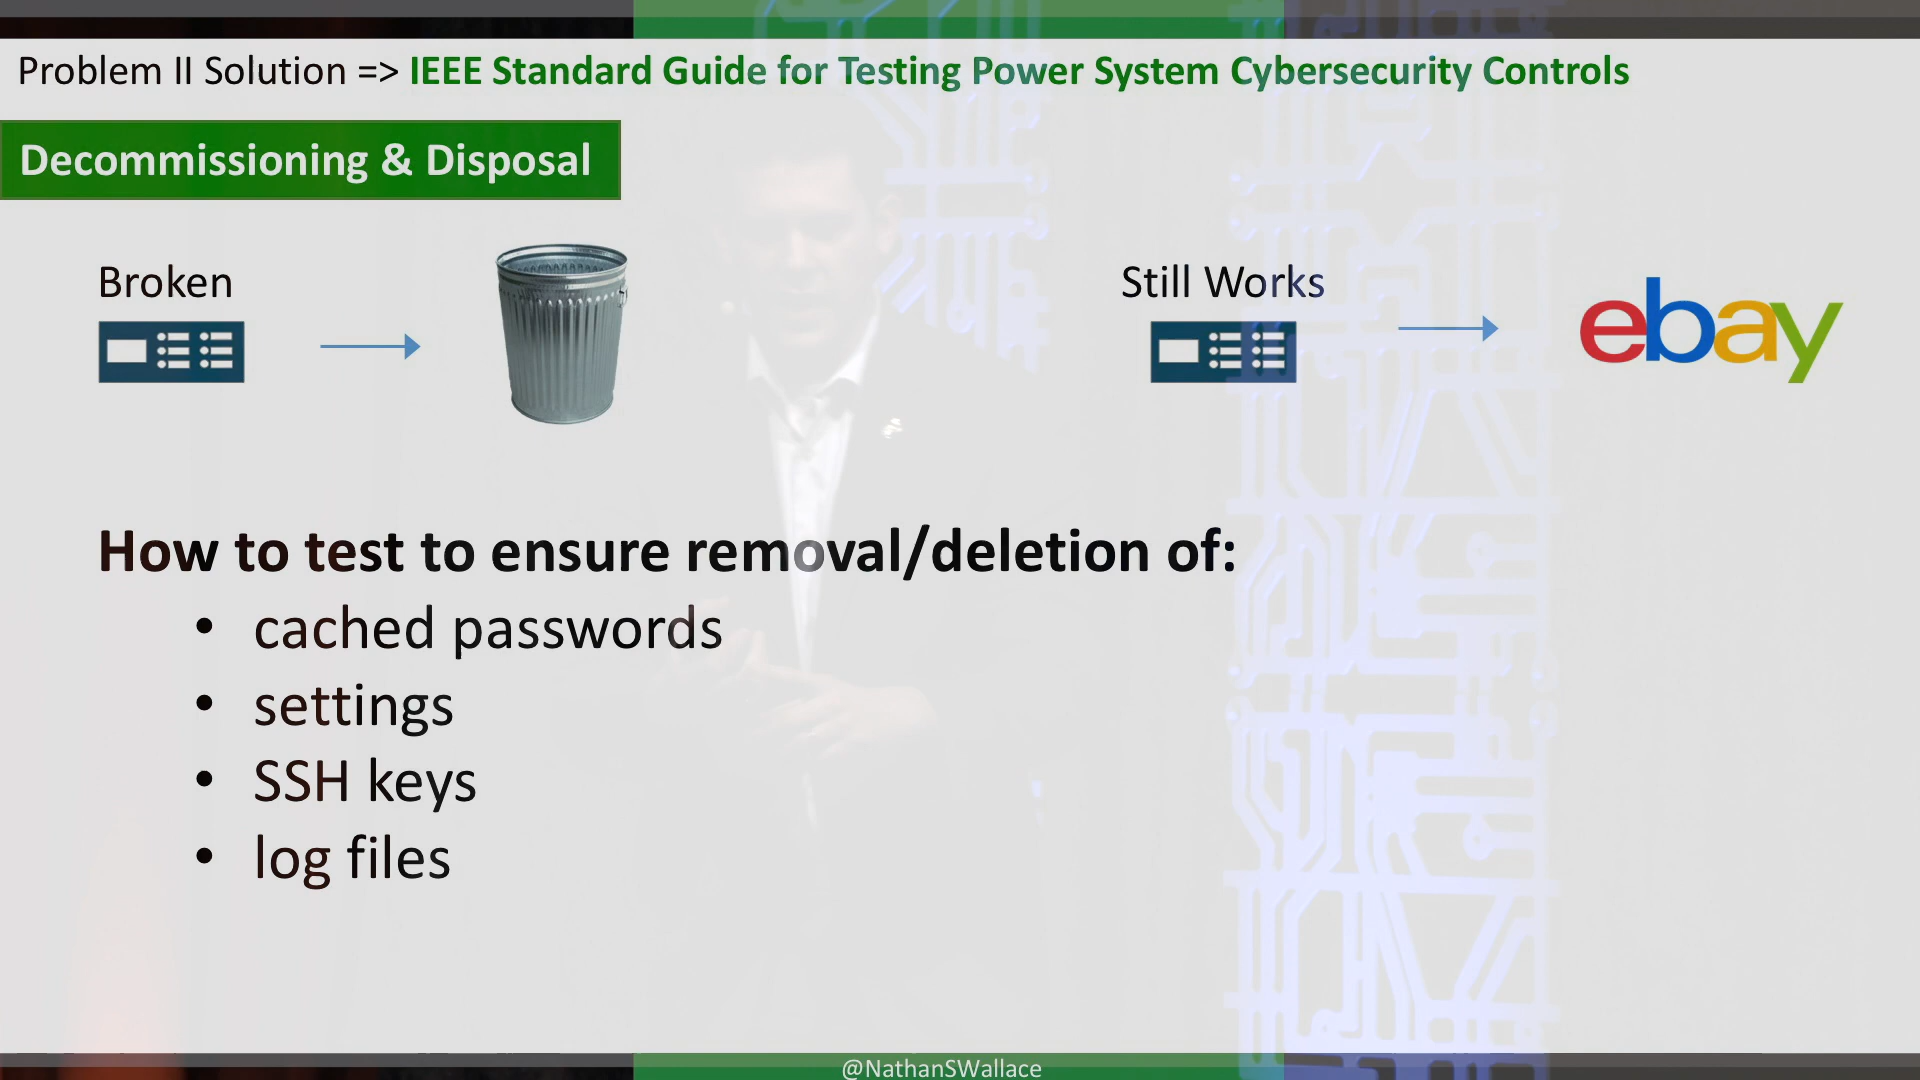 Problem II Solution => IEEE Standard Guide for Testing Power System Cybersecurity Controls
Decommissioning & Disposal
Broken
Still Works
ebay
How to test to ensure removal/deletion of:
• cached passwords
• settings
• SSH keys
• log files
@NathanSWallace